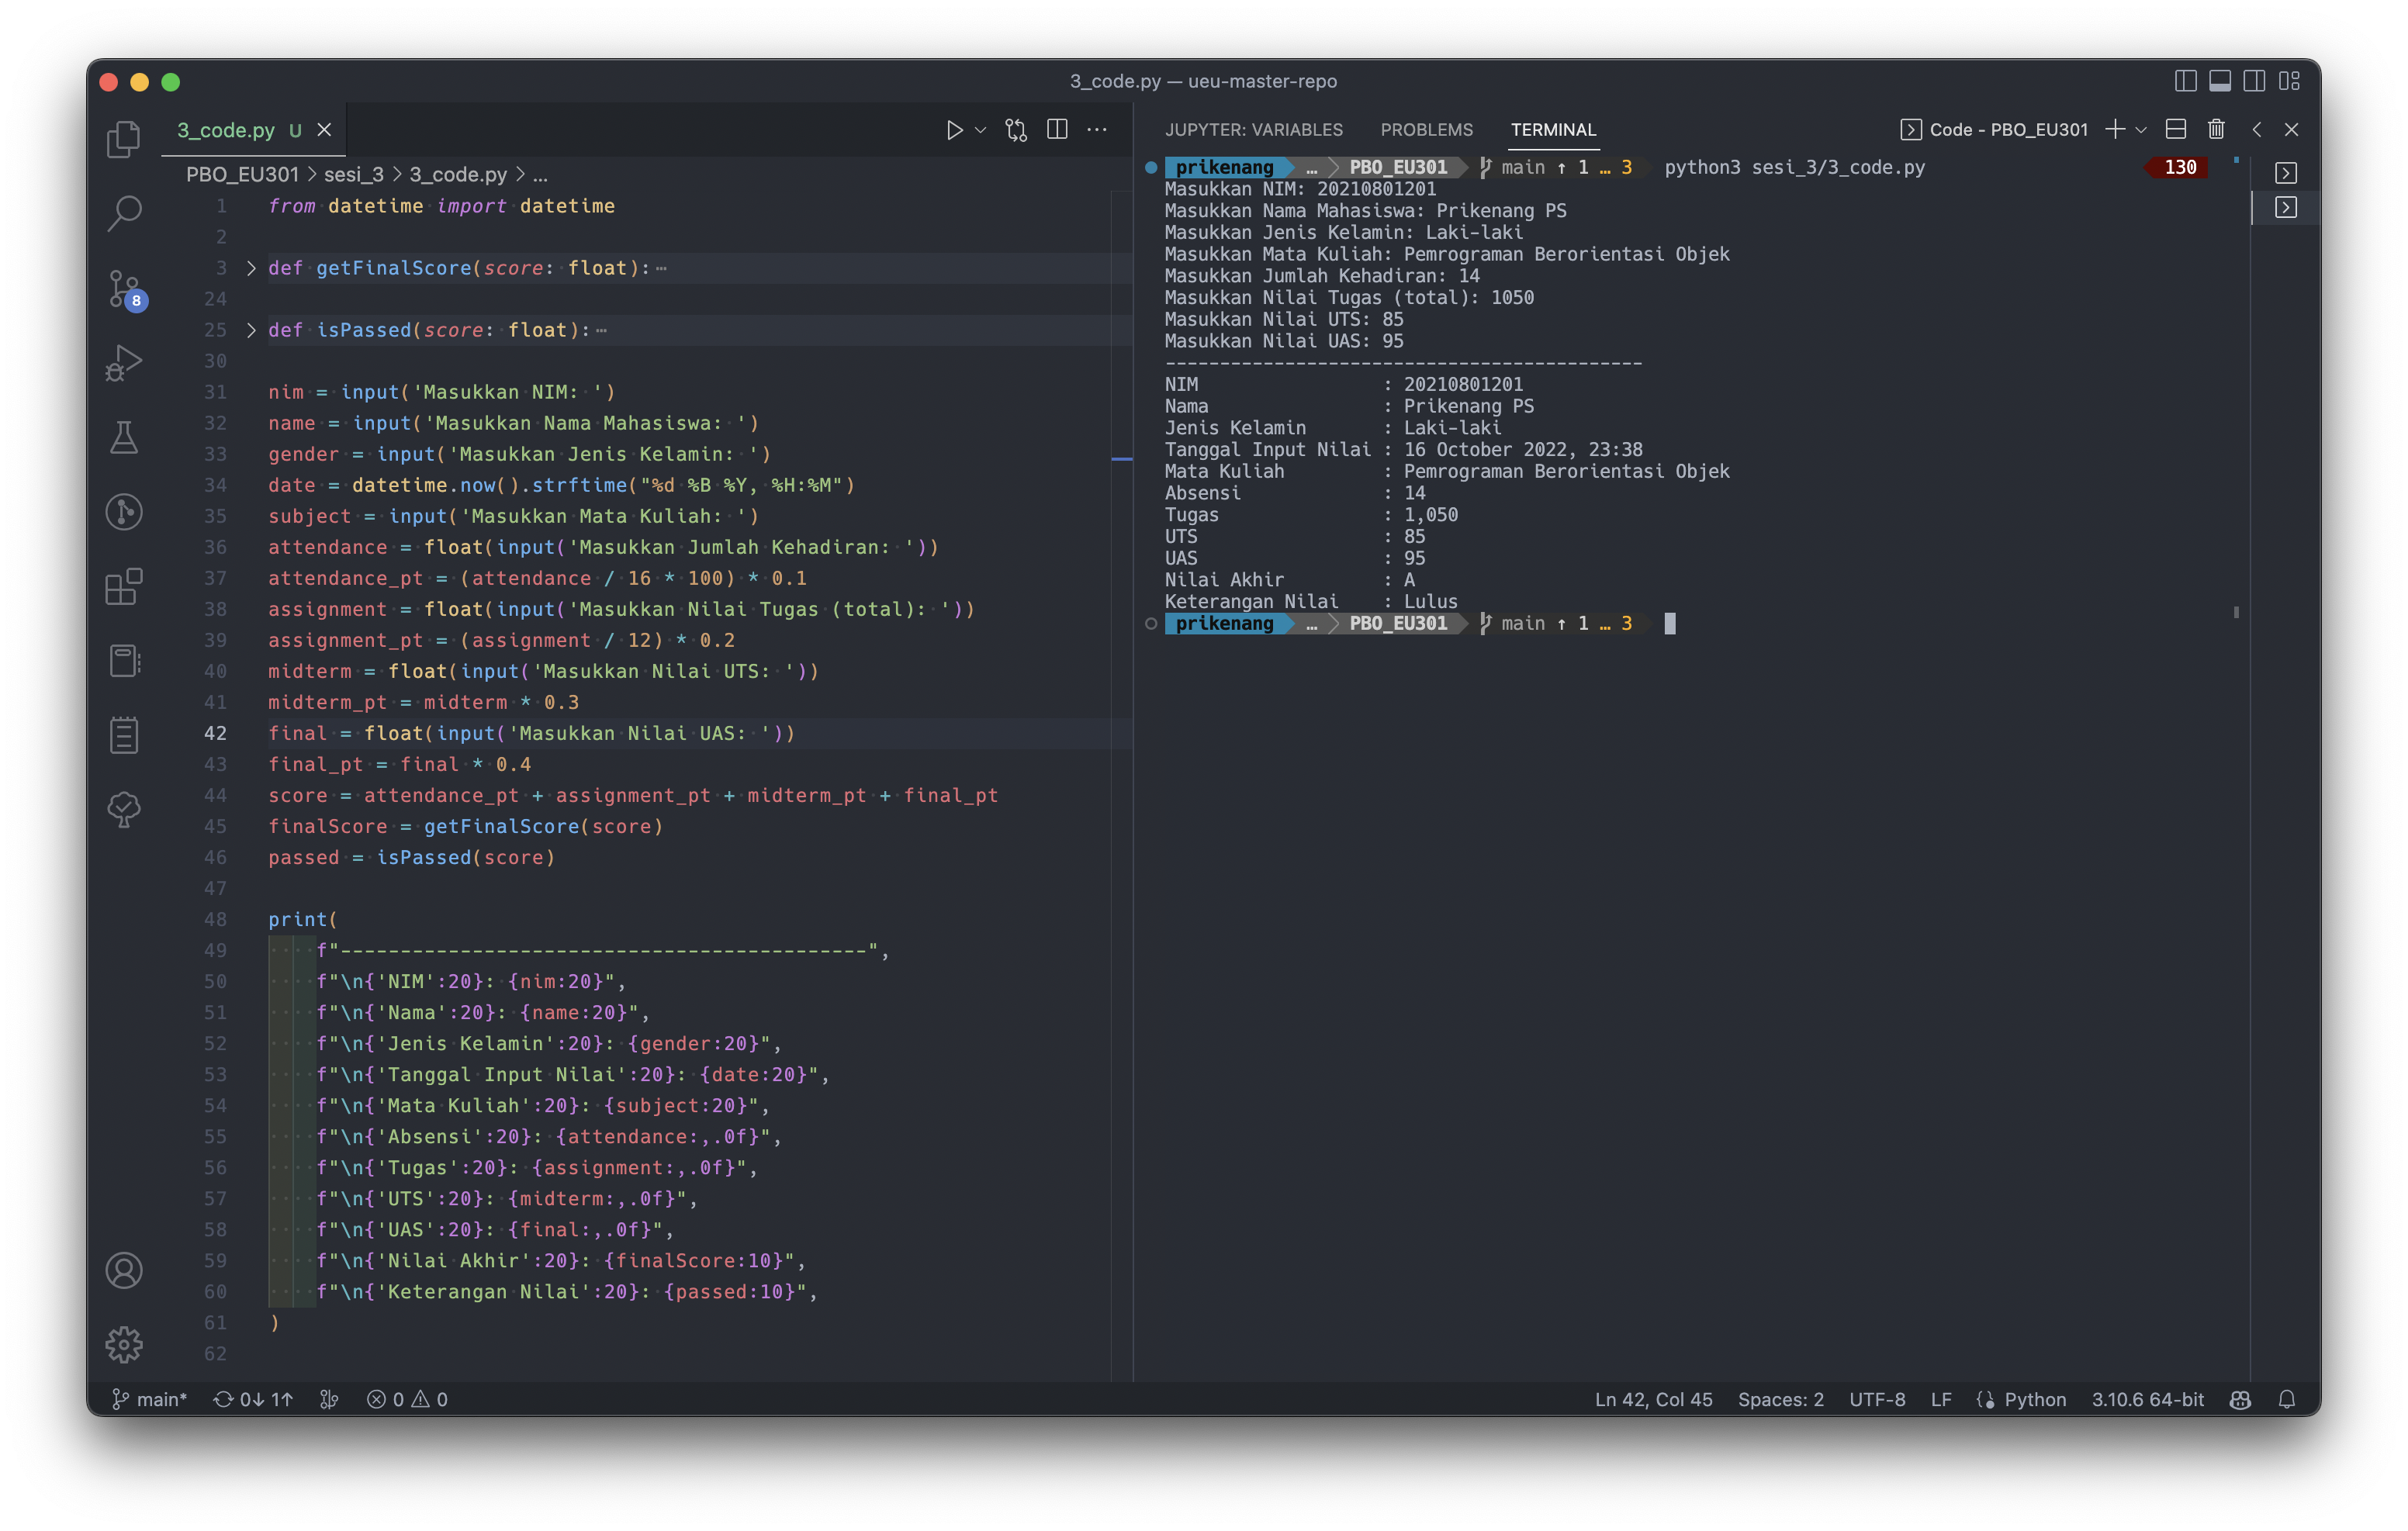 3_code.py — ueu-master-repo
3_code.py U
PBO_EU301 > sesi_3 > 3_code.py > ...
1 from datetime import datetime
2
3 def getFinalScore(score: float):…
24
25 def isPassed(score: float):…
30
31 nim = input('Masukkan NIM: ')
32 name = input('Masukkan Nama Mahasiswa: ')
33 gender = input('Masukkan Jenis Kelamin: ')
34 date = datetime.now().strftime("%d %B %Y, %H:%M")
35 subject = input('Masukkan Mata Kuliah: ')
36 attendance = float(input('Masukkan Jumlah Kehadiran: '))
37 attendance_pt = (attendance / 16 * 100) * 0.1
38 assignment = float(input('Masukkan Nilai Tugas (total): '))
39 assignment_pt = (assignment / 12) * 0.2
40 midterm = float(input('Masukkan Nilai UTS: '))
41 midterm_pt = midterm * 0.3
42 final = float(input('Masukkan Nilai UAS: '))
43 final_pt = final * 0.4
44 score = attendance_pt + assignment_pt + midterm_pt + final_pt
45 finalScore = getFinalScore(score)
46 passed = isPassed(score)
47
48 print(
49 f"--------------------------------------------",
50 f"\n{'NIM':20}: {nim:20}",
51 f"\n{'Nama':20}: {name:20}",
52 f"\n{'Jenis Kelamin':20}: {gender:20}",
53 f"\n{'Tanggal Input Nilai':20}: {date:20}",
54 f"\n{'Mata Kuliah':20}: {subject:20}",
55 f"\n{'Absensi':20}: {attendance:,.0f}",
56 f"\n{'Tugas':20}: {assignment:,.0f}",
57 f"\n{'UTS':20}: {midterm:,.0f}",
58 f"\n{'UAS':20}: {final:,.0f}",
59 f"\n{'Nilai Akhir':20}: {finalScore:10}",
60 f"\n{'Keterangan Nilai':20}: {passed:10}",
61 )
62
8
JUPYTER: VARIABLES PROBLEMS TERMINAL Code - PBO_EU301
prikenang … PBO_EU301 main ↑ 1 … 3 python3 sesi_3/3_code.py 130
Masukkan NIM: 20210801201
Masukkan Nama Mahasiswa: Prikenang PS
Masukkan Jenis Kelamin: Laki-laki
Masukkan Mata Kuliah: Pemrograman Berorientasi Objek
Masukkan Jumlah Kehadiran: 14
Masukkan Nilai Tugas (total): 1050
Masukkan Nilai UTS: 85
Masukkan Nilai UAS: 95
--------------------------------------------
NIM : 20210801201
Nama : Prikenang PS
Jenis Kelamin : Laki-laki
Tanggal Input Nilai : 16 October 2022, 23:38
Mata Kuliah : Pemrograman Berorientasi Objek
Absensi : 14
Tugas : 1,050
UTS : 85
UAS : 95
Nilai Akhir : A
Keterangan Nilai : Lulus
prikenang … PBO_EU301 main ↑ 1 … 3
main* 0↓ 1↑ 0 0 Ln 42, Col 45 Spaces: 2 UTF-8 LF Python 3.10.6 64-bit